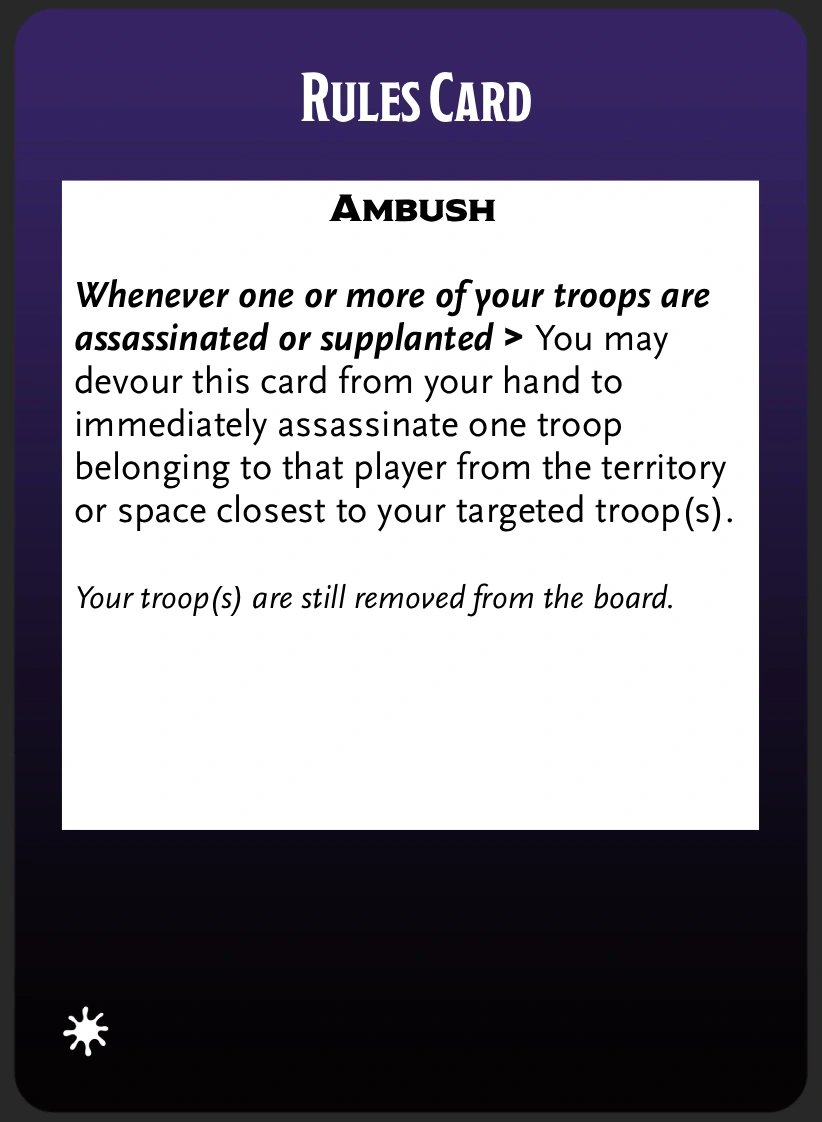 Rules Card
Ambush
Whenever one or more of your troops are
assassinated or supplanted > You may
devour this card from your hand to
immediately assassinate one troop
belonging to that player from the territory
or space closest to your targeted troop(s).
Your troop(s) are still removed from the board.